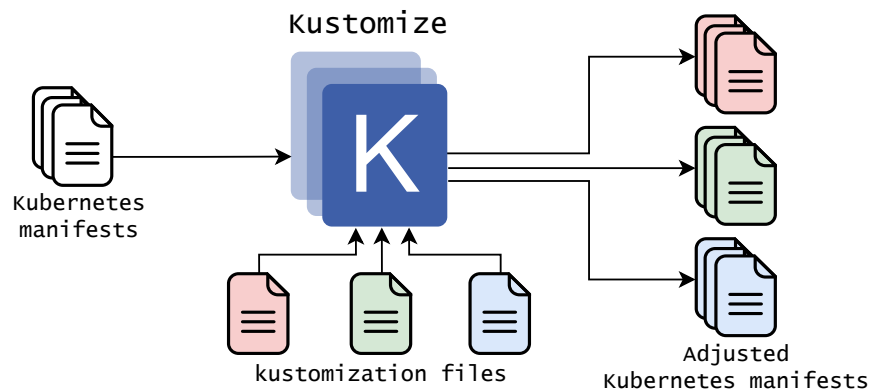 Kustomize
K
Kubernetes
manifests
kustomization files
Adjusted
Kubernetes manifests